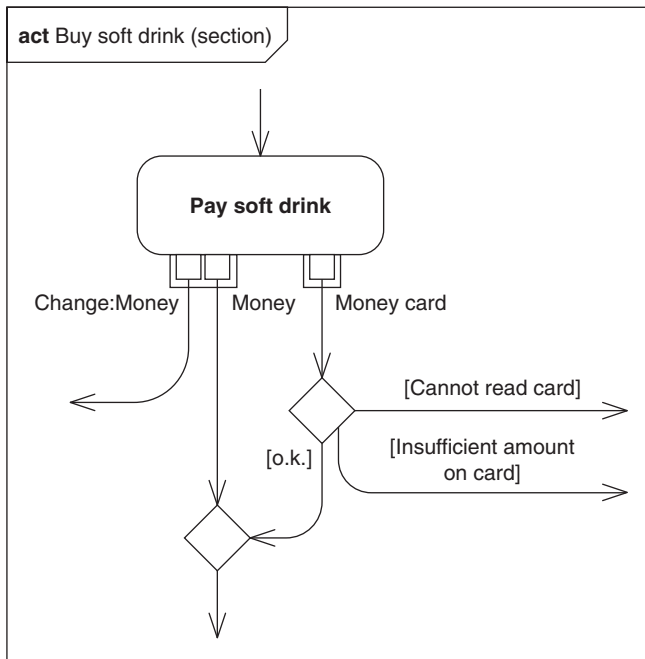 act Buy soft drink (section)
Pay soft drink
Change:Money
Money
Money card
[Cannot read card]
[o.k.]
[Insufficient amount
on card]